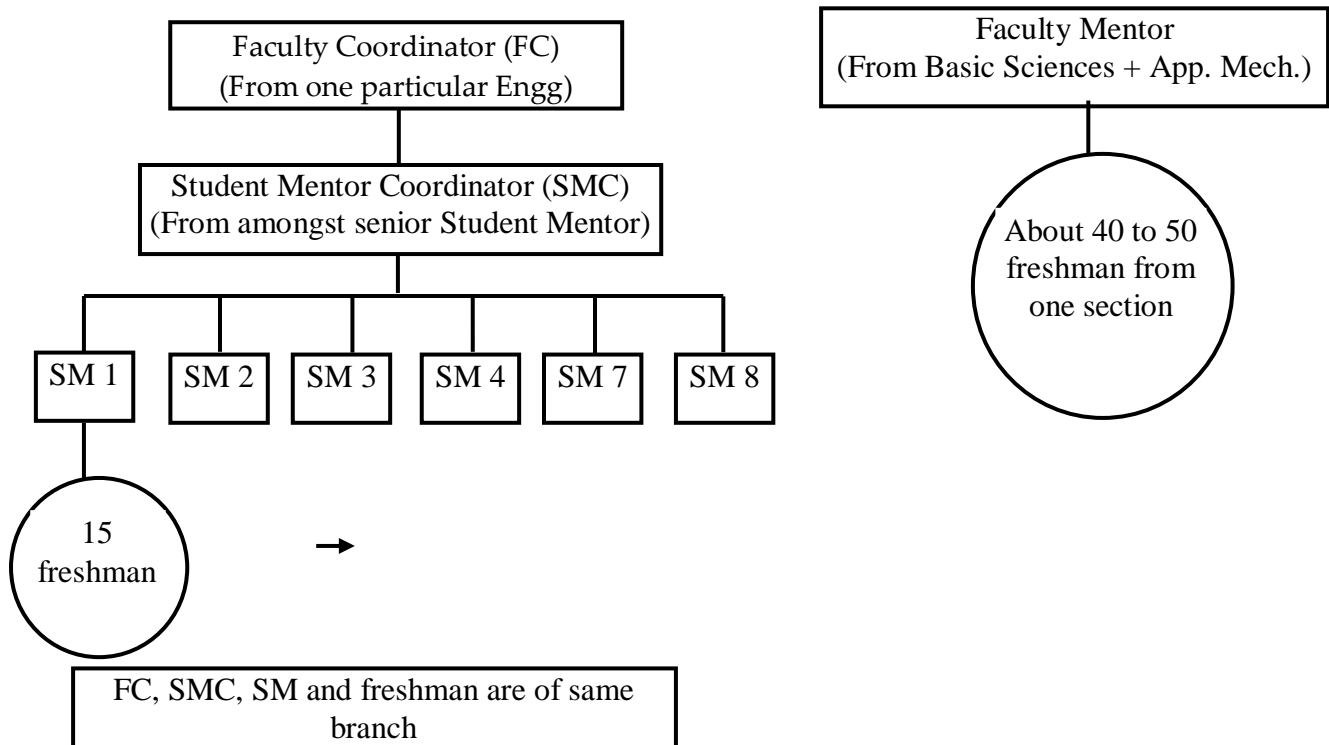 Faculty Coordinator (FC)
(From one particular Engg)
Faculty Mentor
(From Basic Sciences + App. Mech.)
Student Mentor Coordinator (SMC)
(From amongst senior Student Mentor)
About 40 to 50
freshman from
one section
SM 1
SM 2
SM 3
SM 4
SM 7
SM 8
15
freshman
FC, SMC, SM and freshman are of same
branch